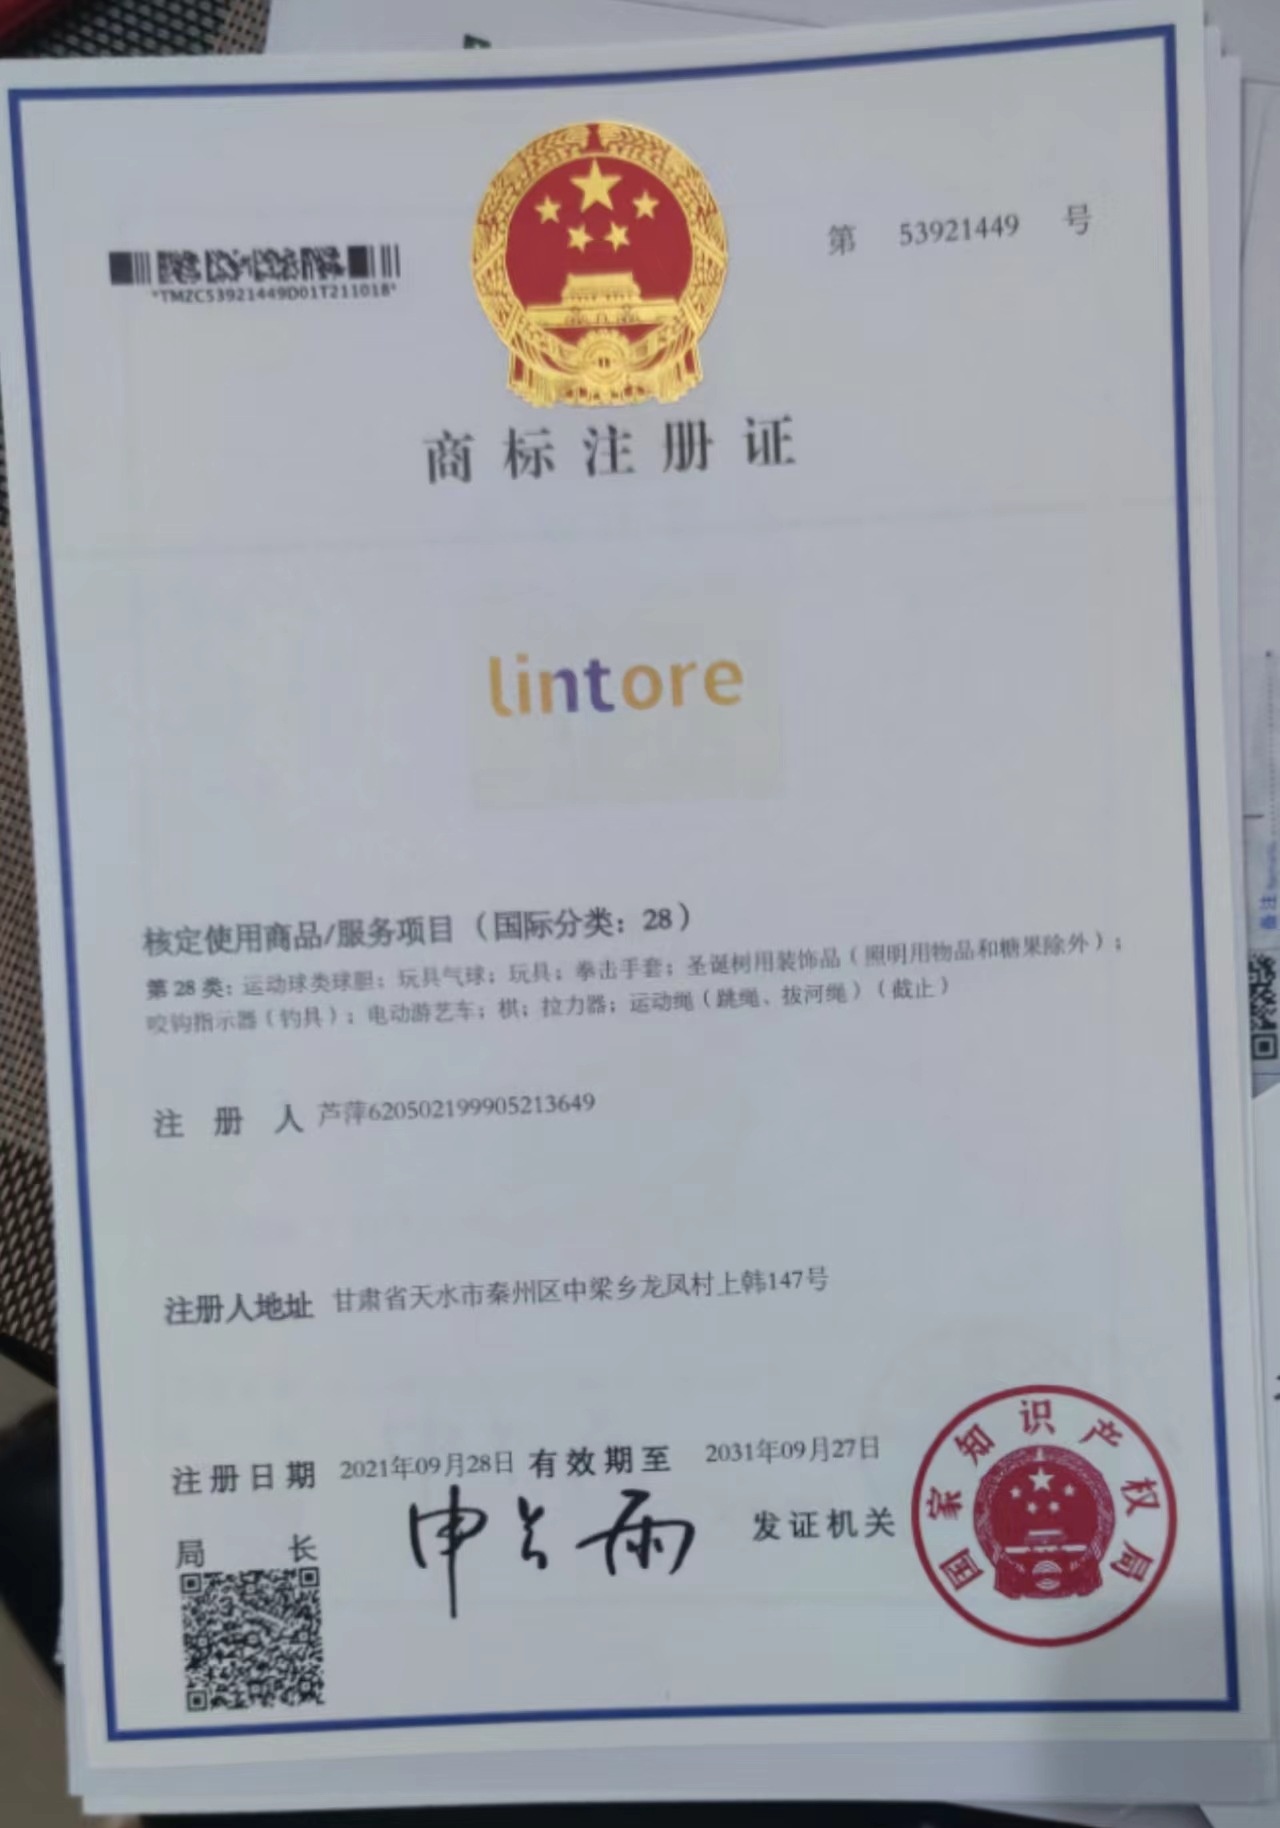 第 53921449 号
*TMZC53921449D01T211018*
商标注册证
lintore
核定使用商品/服务项目（国际分类：28）
第28类：运动球类球胆；玩具气球；玩具；拳击手套；圣诞树用装饰品（照明用物品和糖果除外）；
咬钩指示器（钓具）；电动游艺车；棋；拉力器；运动绳（跳绳、拔河绳）（截止）
注 册 人 芦萍620502199905213649
注册人地址 甘肃省天水市秦州区中梁乡龙凤村上韩147号
注册日期 2021年09月28日 有效期至 2031年09月27日
局 长 申长雨 发证机关
国家知识产权局
备注